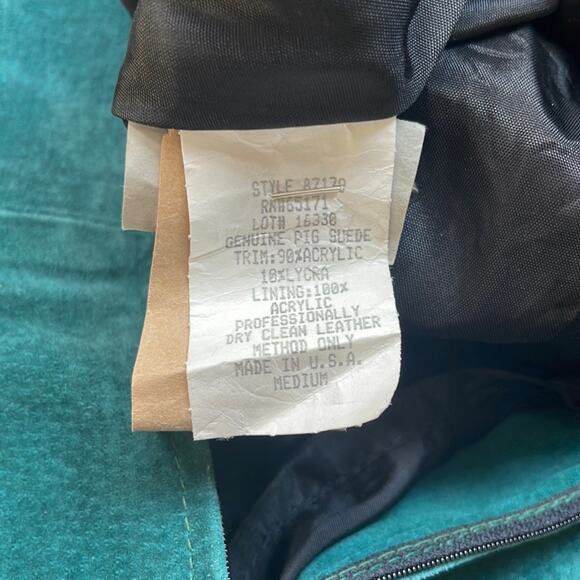 STYLE 87170
RN#65171
LOT# 16330
GENUINE PIG SUEDE
TRIM:90%ACRYLIC
10%LYCRA
LINING:100%
ACRYLIC
PROFESSIONALLY
DRY CLEAN LEATHER
METHOD ONLY
MADE IN U.S.A.
MEDIUM